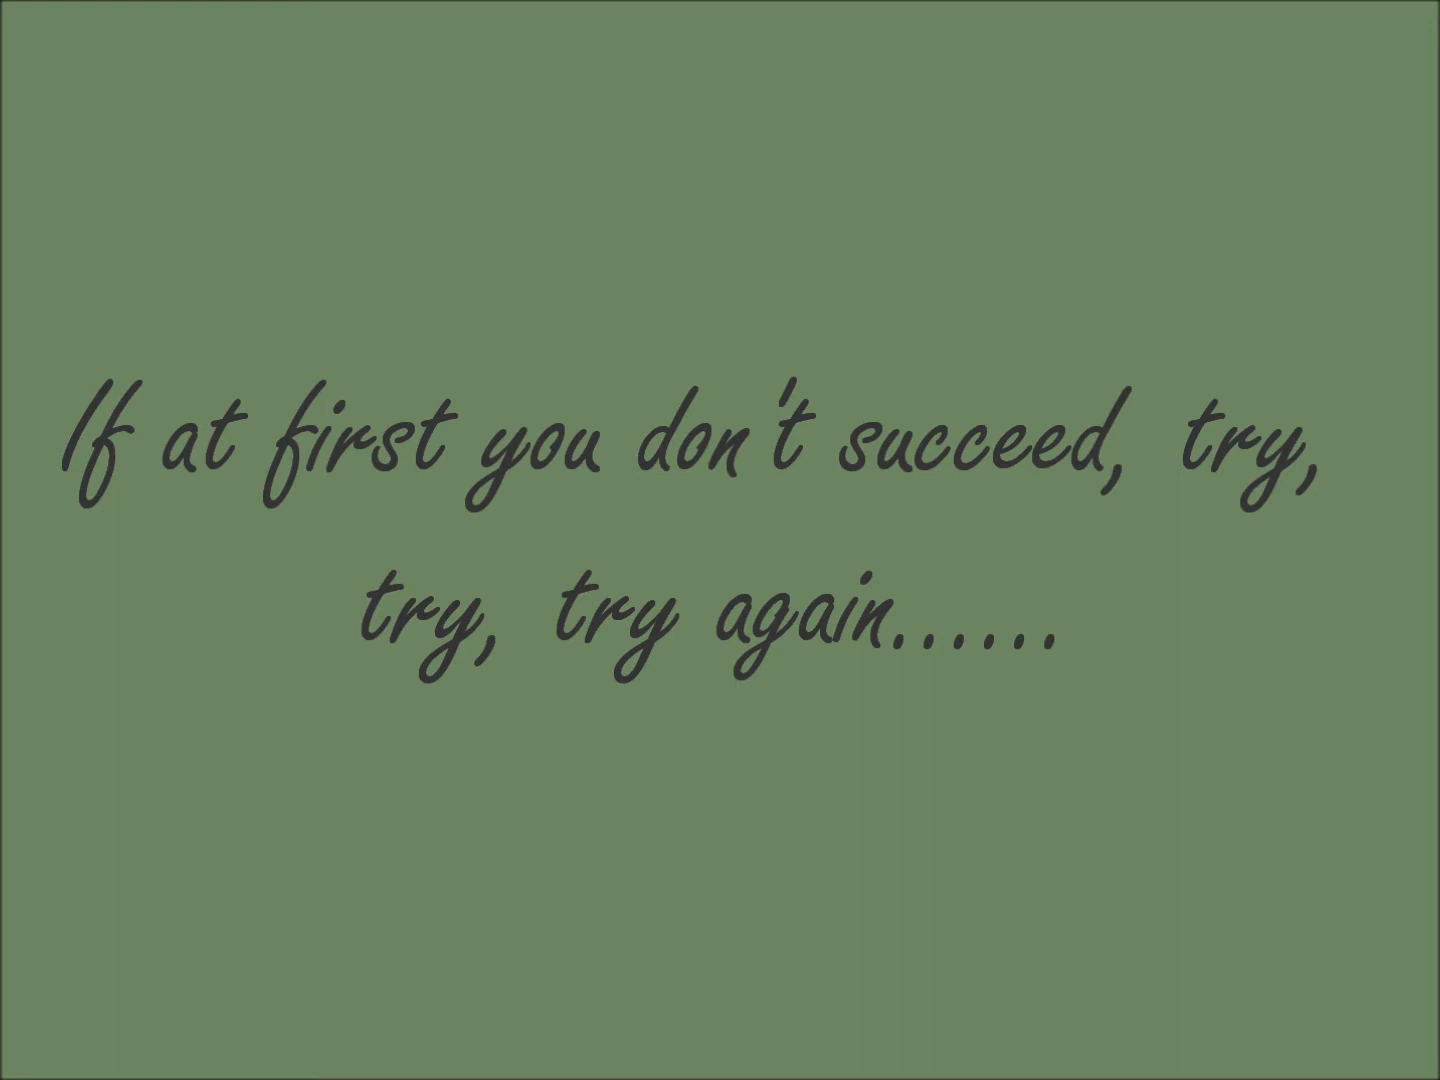 If at first you don't succeed, try,
try, try again......